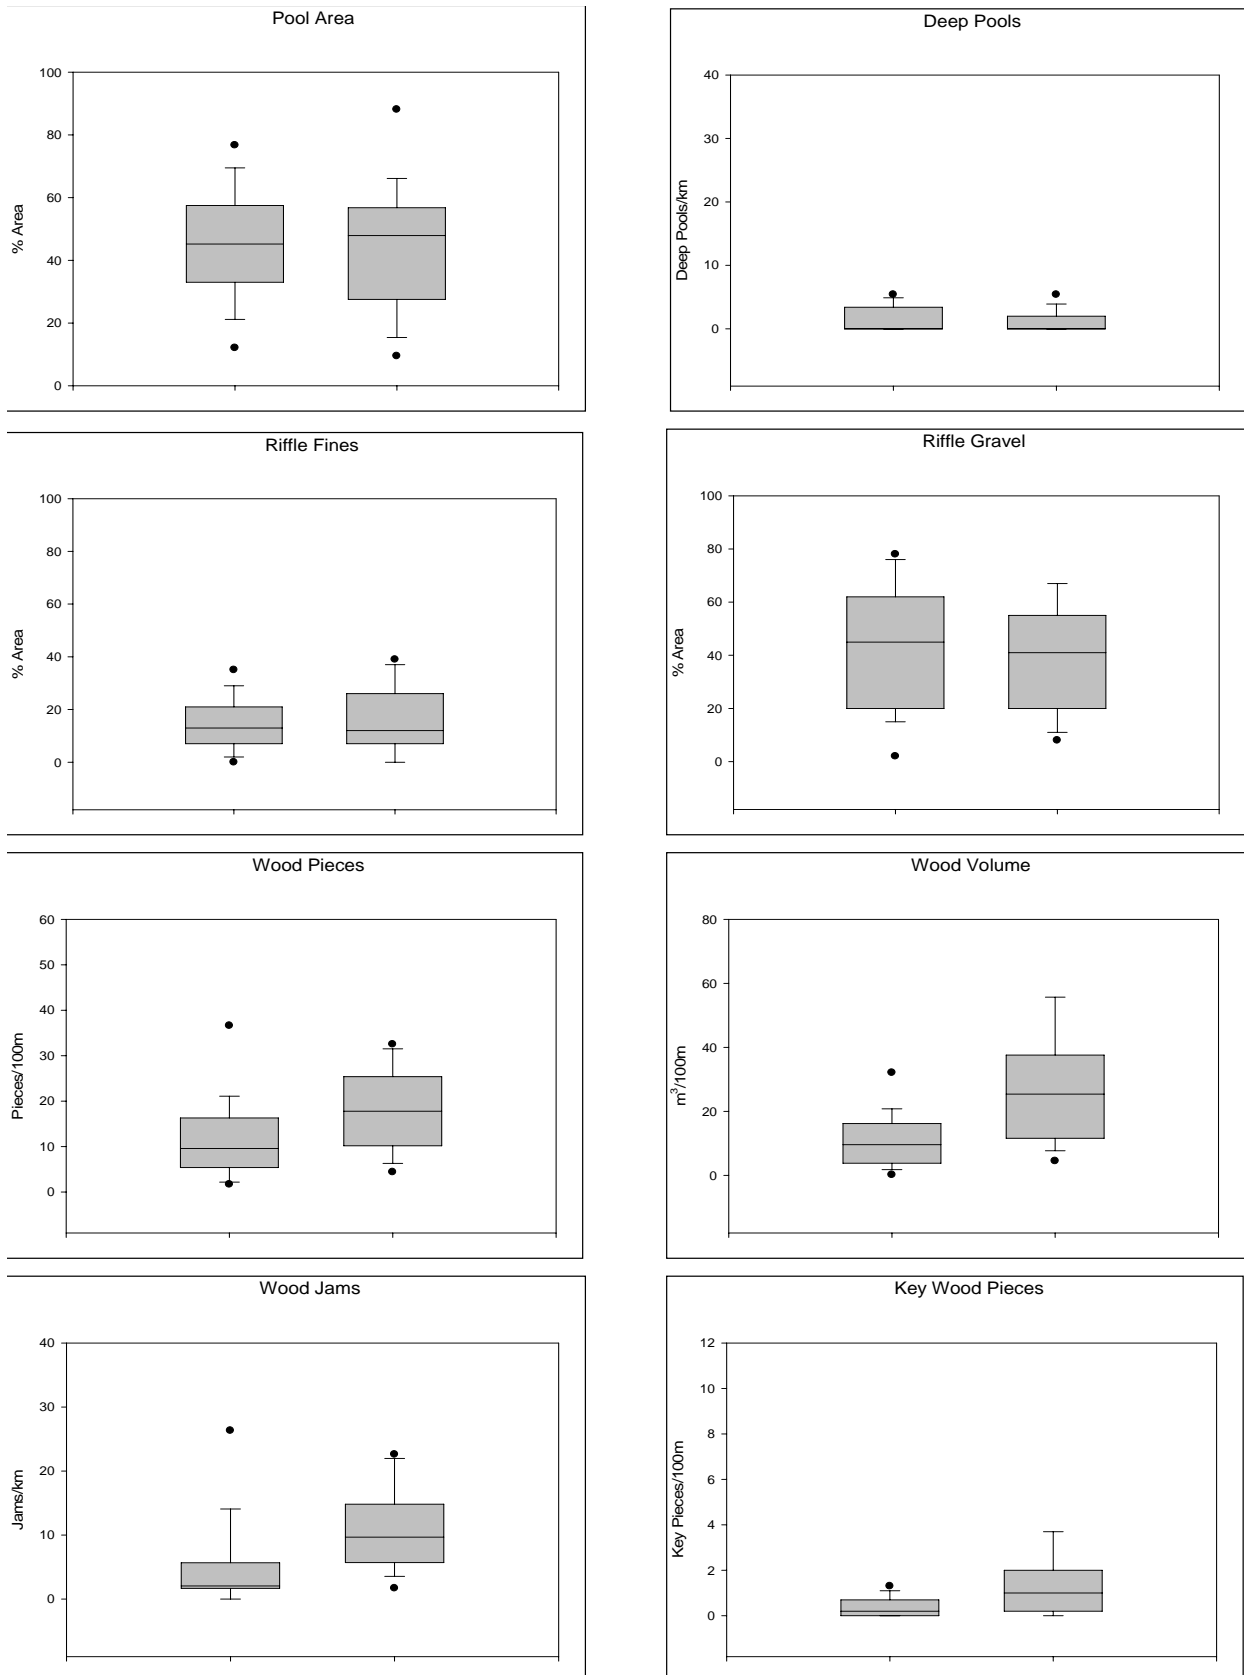 Pool Area
100
80
60
40
20
0
% Area
Deep Pools
40
30
20
10
0
Deep Pools/km
Riffle Fines
100
80
60
40
20
0
% Area
Riffle Gravel
100
80
60
40
20
0
% Area
Wood Pieces
60
50
40
30
20
10
0
Pieces/100m
Wood Volume
80
60
40
20
0
m³/100m
Wood Jams
40
30
20
10
0
Jams/km
Key Wood Pieces
12
10
8
6
4
2
0
Key Pieces/100m